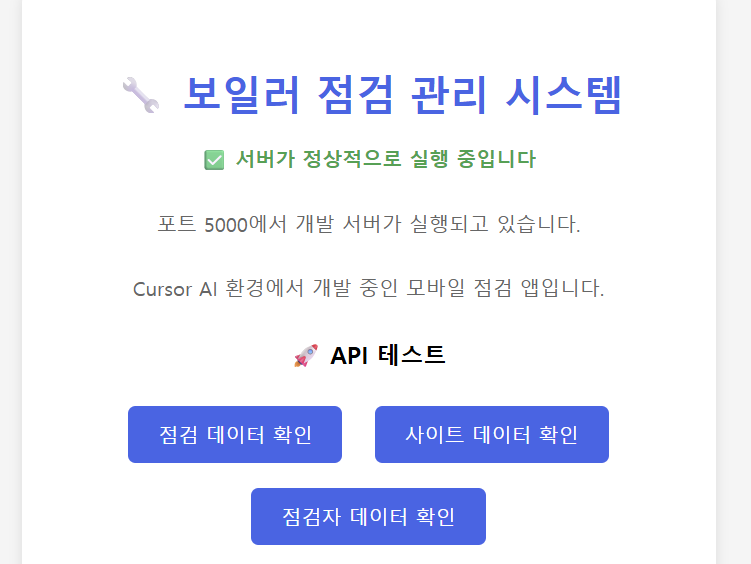 🔧 보일러 점검 관리 시스템
✅ 서버가 정상적으로 실행 중입니다
포트 5000에서 개발 서버가 실행되고 있습니다.
Cursor AI 환경에서 개발 중인 모바일 점검 앱입니다.
🚀 API 테스트
점검 데이터 확인
사이트 데이터 확인
점검자 데이터 확인